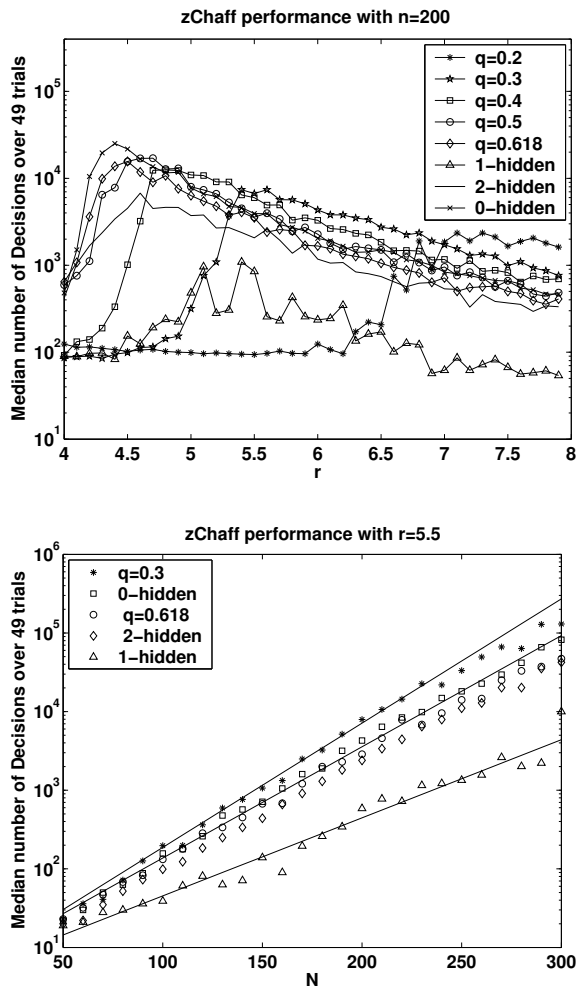 zChaff performance with n=200
Median number of Decisions over 49 trials
10^5
10^4
10^3
10^2
10^1
4
4.5
5
5.5
6
6.5
7
7.5
8
r
q=0.2
q=0.3
q=0.4
q=0.5
q=0.618
1-hidden
2-hidden
0-hidden
zChaff performance with r=5.5
Median number of Decisions over 49 trials
10^6
10^5
10^4
10^3
10^2
10^1
50
100
150
200
250
300
N
q=0.3
0-hidden
q=0.618
2-hidden
1-hidden